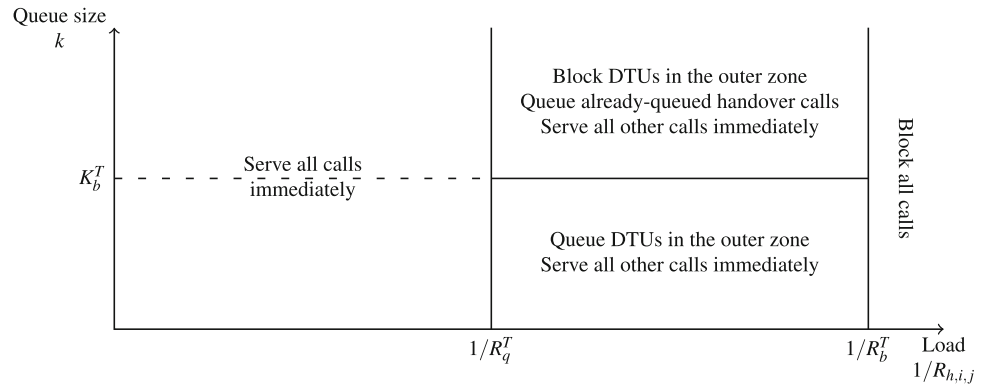 Queue size
k
Block DTUs in the outer zone
Queue already-queued handover calls
Serve all other calls immediately
Serve all calls
immediately
K_b^T
Block all calls
Queue DTUs in the outer zone
Serve all other calls immediately
1/R_q^T
1/R_b^T
Load
1/R_{h,i,j}